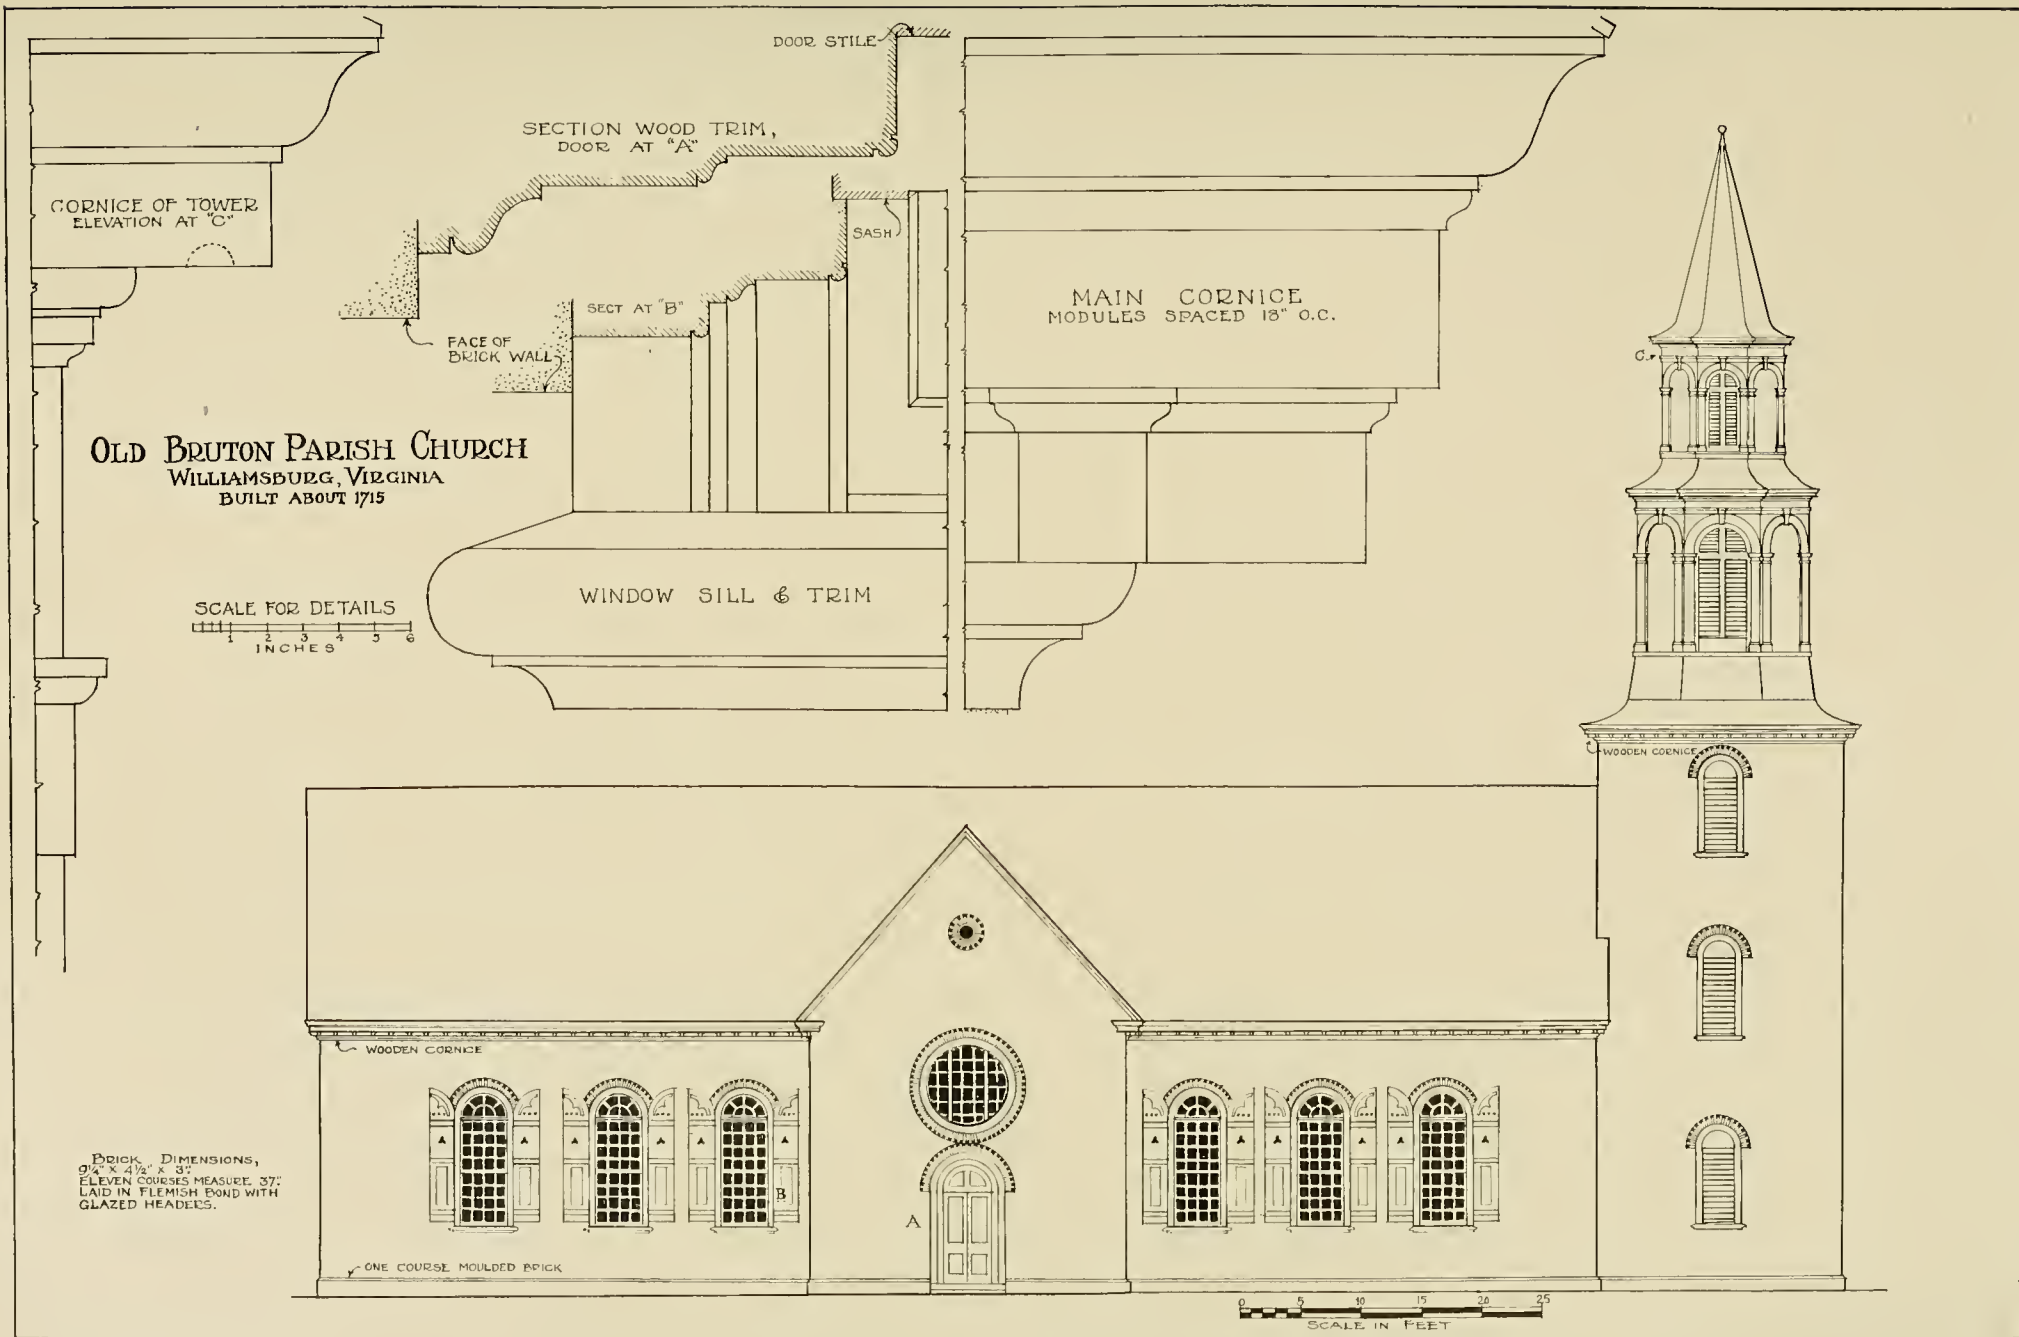 DOOR STILE
SECTION WOOD TRIM,
DOOR AT "A"
CORNICE OF TOWER
ELEVATION AT "C"
SASH
SECT AT "B"
MAIN CORNICE
MODULES SPACED 18" O.C.
FACE OF
BRICK WALL
C.
OLD BRUTON PARISH CHURCH
WILLIAMSBURG, VIRGINIA
BUILT ABOUT 1715
SCALE FOR DETAILS
1 2 3 4 5 6
INCHES
WINDOW SILL & TRIM
WOODEN CORNICE
WOODEN CORNICE
BRICK DIMENSIONS,
9¼" X 4½" X 3".
ELEVEN COURSES MEASURE 37".
LAID IN FLEMISH BOND WITH
GLAZED HEADERS.
B
A
ONE COURSE MOULDED BRICK
0 5 10 15 20 25
SCALE IN FEET